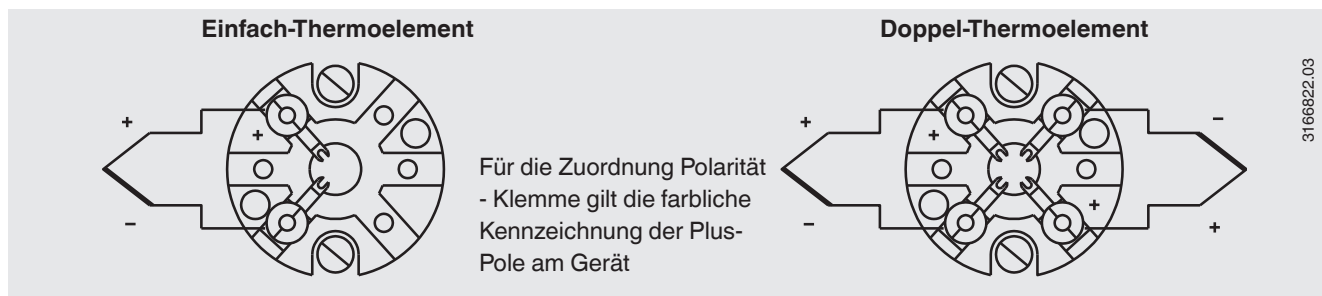 Einfach-Thermoelement
+
+
–
Für die Zuordnung Polarität
- Klemme gilt die farbliche
Kennzeichnung der Plus-
Pole am Gerät
Doppel-Thermoelement
+
+
–
–
+
+
3166822.03